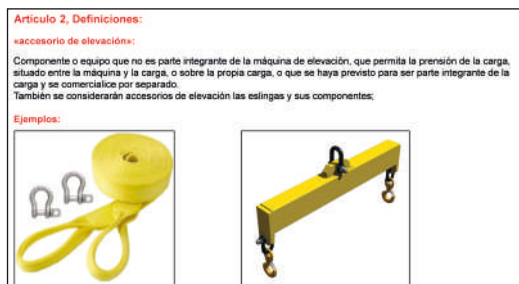 Artículo 2, Definiciones:
«accesorio de elevación»:
Componente o equipo que no es parte integrante de la máquina de elevación, que permita la prensión de la carga,
situado entre la máquina y la carga, o sobre la propia carga, o que se haya previsto para ser parte integrante de la
carga y se comercialice por separado.
También se considerarán accesorios de elevación las eslingas y sus componentes;
Ejemplos: